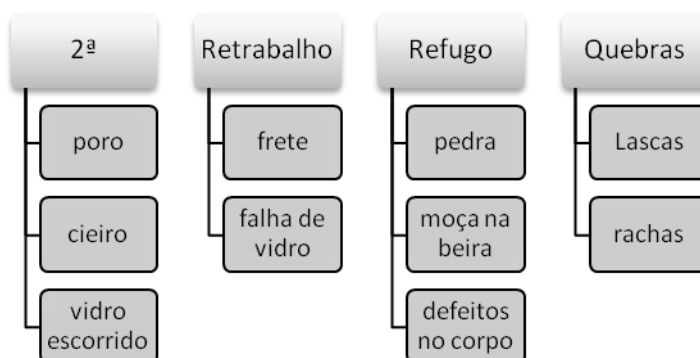 2ª
poro
cieiro
vidro
escorrido
Retrabalho
frete
falha de
vidro
Refugo
pedra
moça na
beira
defeitos
no corpo
Quebras
Lascas
rachas